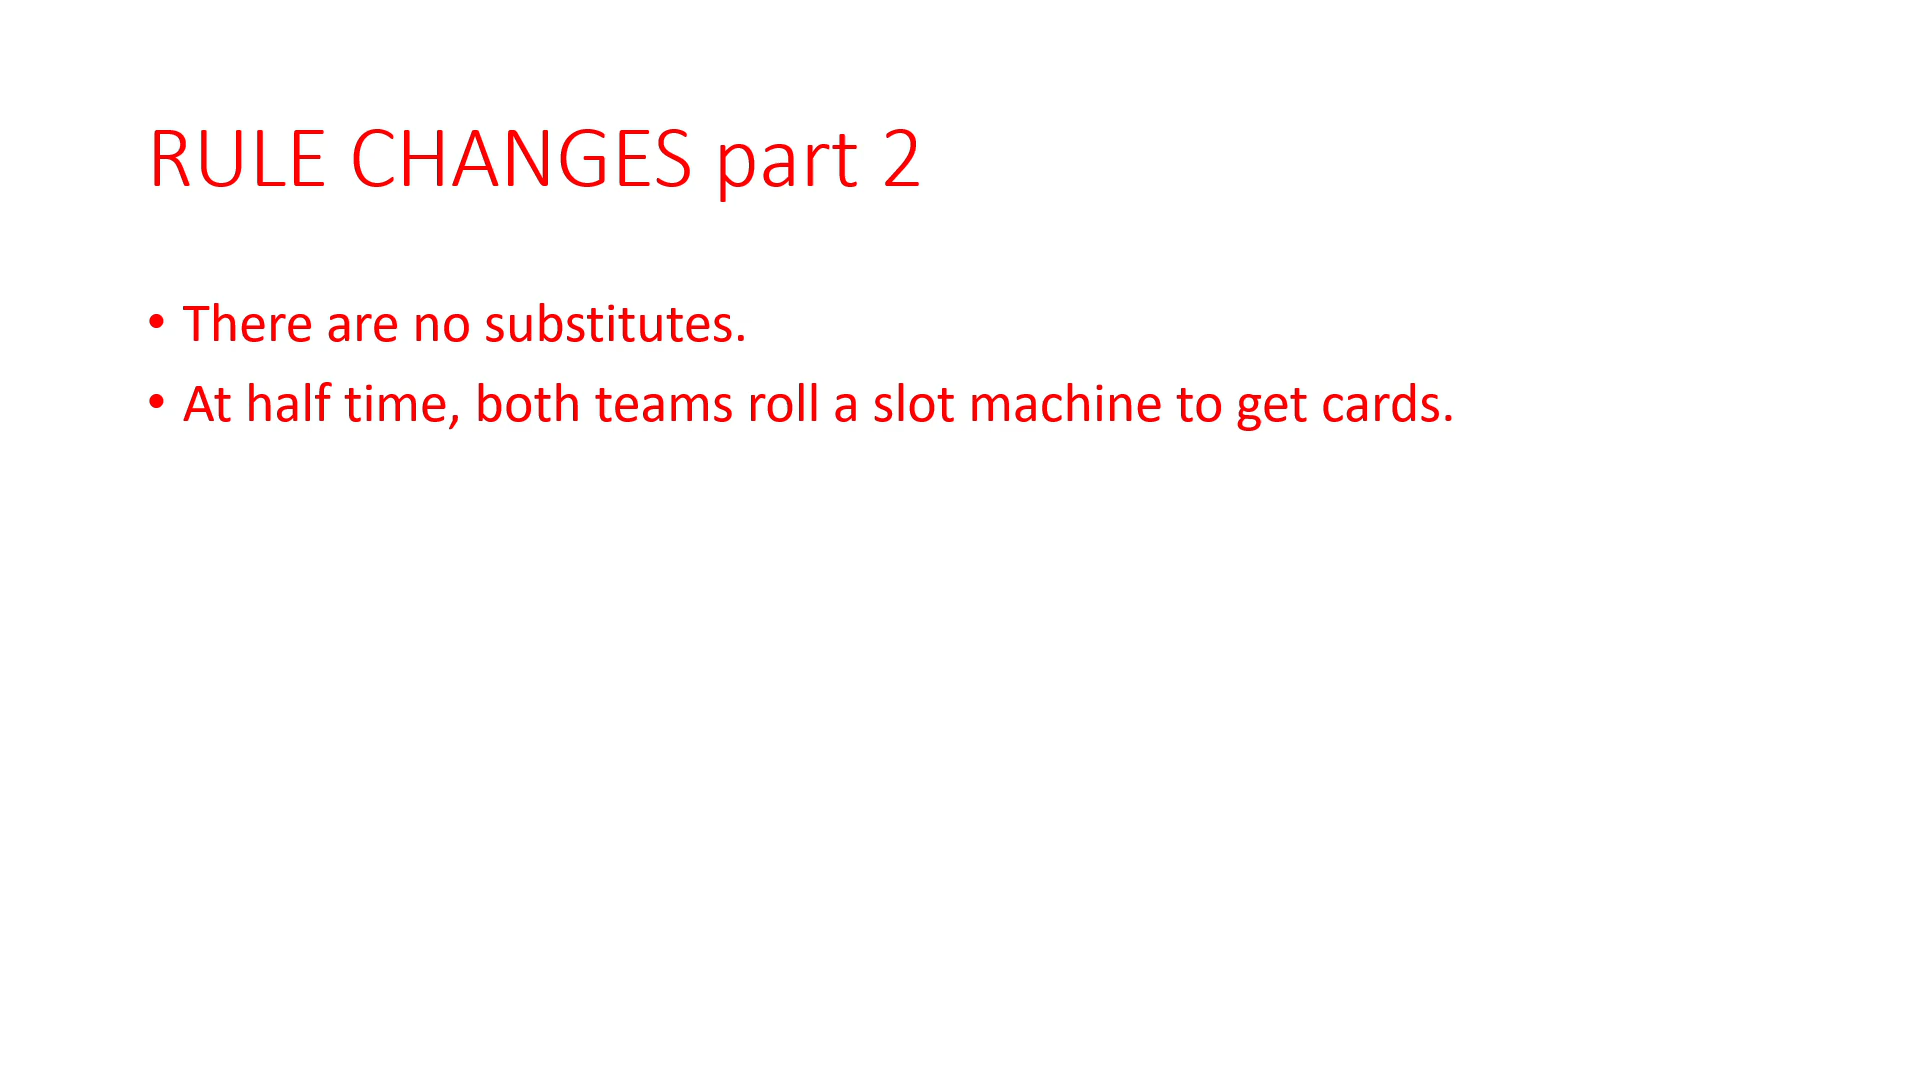 RULE CHANGES part 2
• There are no substitutes.
• At half time, both teams roll a slot machine to get cards.